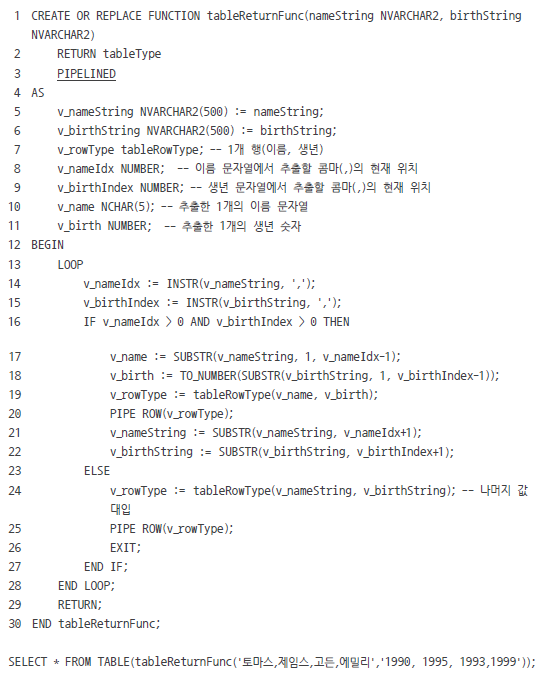 1 CREATE OR REPLACE FUNCTION tableReturnFunc(nameString NVARCHAR2, birthString
NVARCHAR2)
2 RETURN tableType
3 PIPELINED
4 AS
5 v_nameString NVARCHAR2(500) := nameString;
6 v_birthString NVARCHAR2(500) := birthString;
7 v_rowType tableRowType; -- 1개 행(이름, 생년)
8 v_nameIdx NUMBER; -- 이름 문자열에서 추출할 콤마(,)의 현재 위치
9 v_birthIndex NUMBER; -- 생년 문자열에서 추출할 콤마(,)의 현재 위치
10 v_name NCHAR(5); -- 추출한 1개의 이름 문자열
11 v_birth NUMBER; -- 추출한 1개의 생년 숫자
12 BEGIN
13 LOOP
14 v_nameIdx := INSTR(v_nameString, ',');
15 v_birthIndex := INSTR(v_birthString, ',');
16 IF v_nameIdx > 0 AND v_birthIndex > 0 THEN
17 v_name := SUBSTR(v_nameString, 1, v_nameIdx-1);
18 v_birth := TO_NUMBER(SUBSTR(v_birthString, 1, v_birthIndex-1));
19 v_rowType := tableRowType(v_name, v_birth);
20 PIPE ROW(v_rowType);
21 v_nameString := SUBSTR(v_nameString, v_nameIdx+1);
22 v_birthString := SUBSTR(v_birthString, v_birthIndex+1);
23 ELSE
24 v_rowType := tableRowType(v_nameString, v_birthString); -- 나머지 값
대입
25 PIPE ROW(v_rowType);
26 EXIT;
27 END IF;
28 END LOOP;
29 RETURN;
30 END tableReturnFunc;
SELECT * FROM TABLE(tableReturnFunc('토마스,제임스,고든,에밀리','1990, 1995, 1993,1999'));